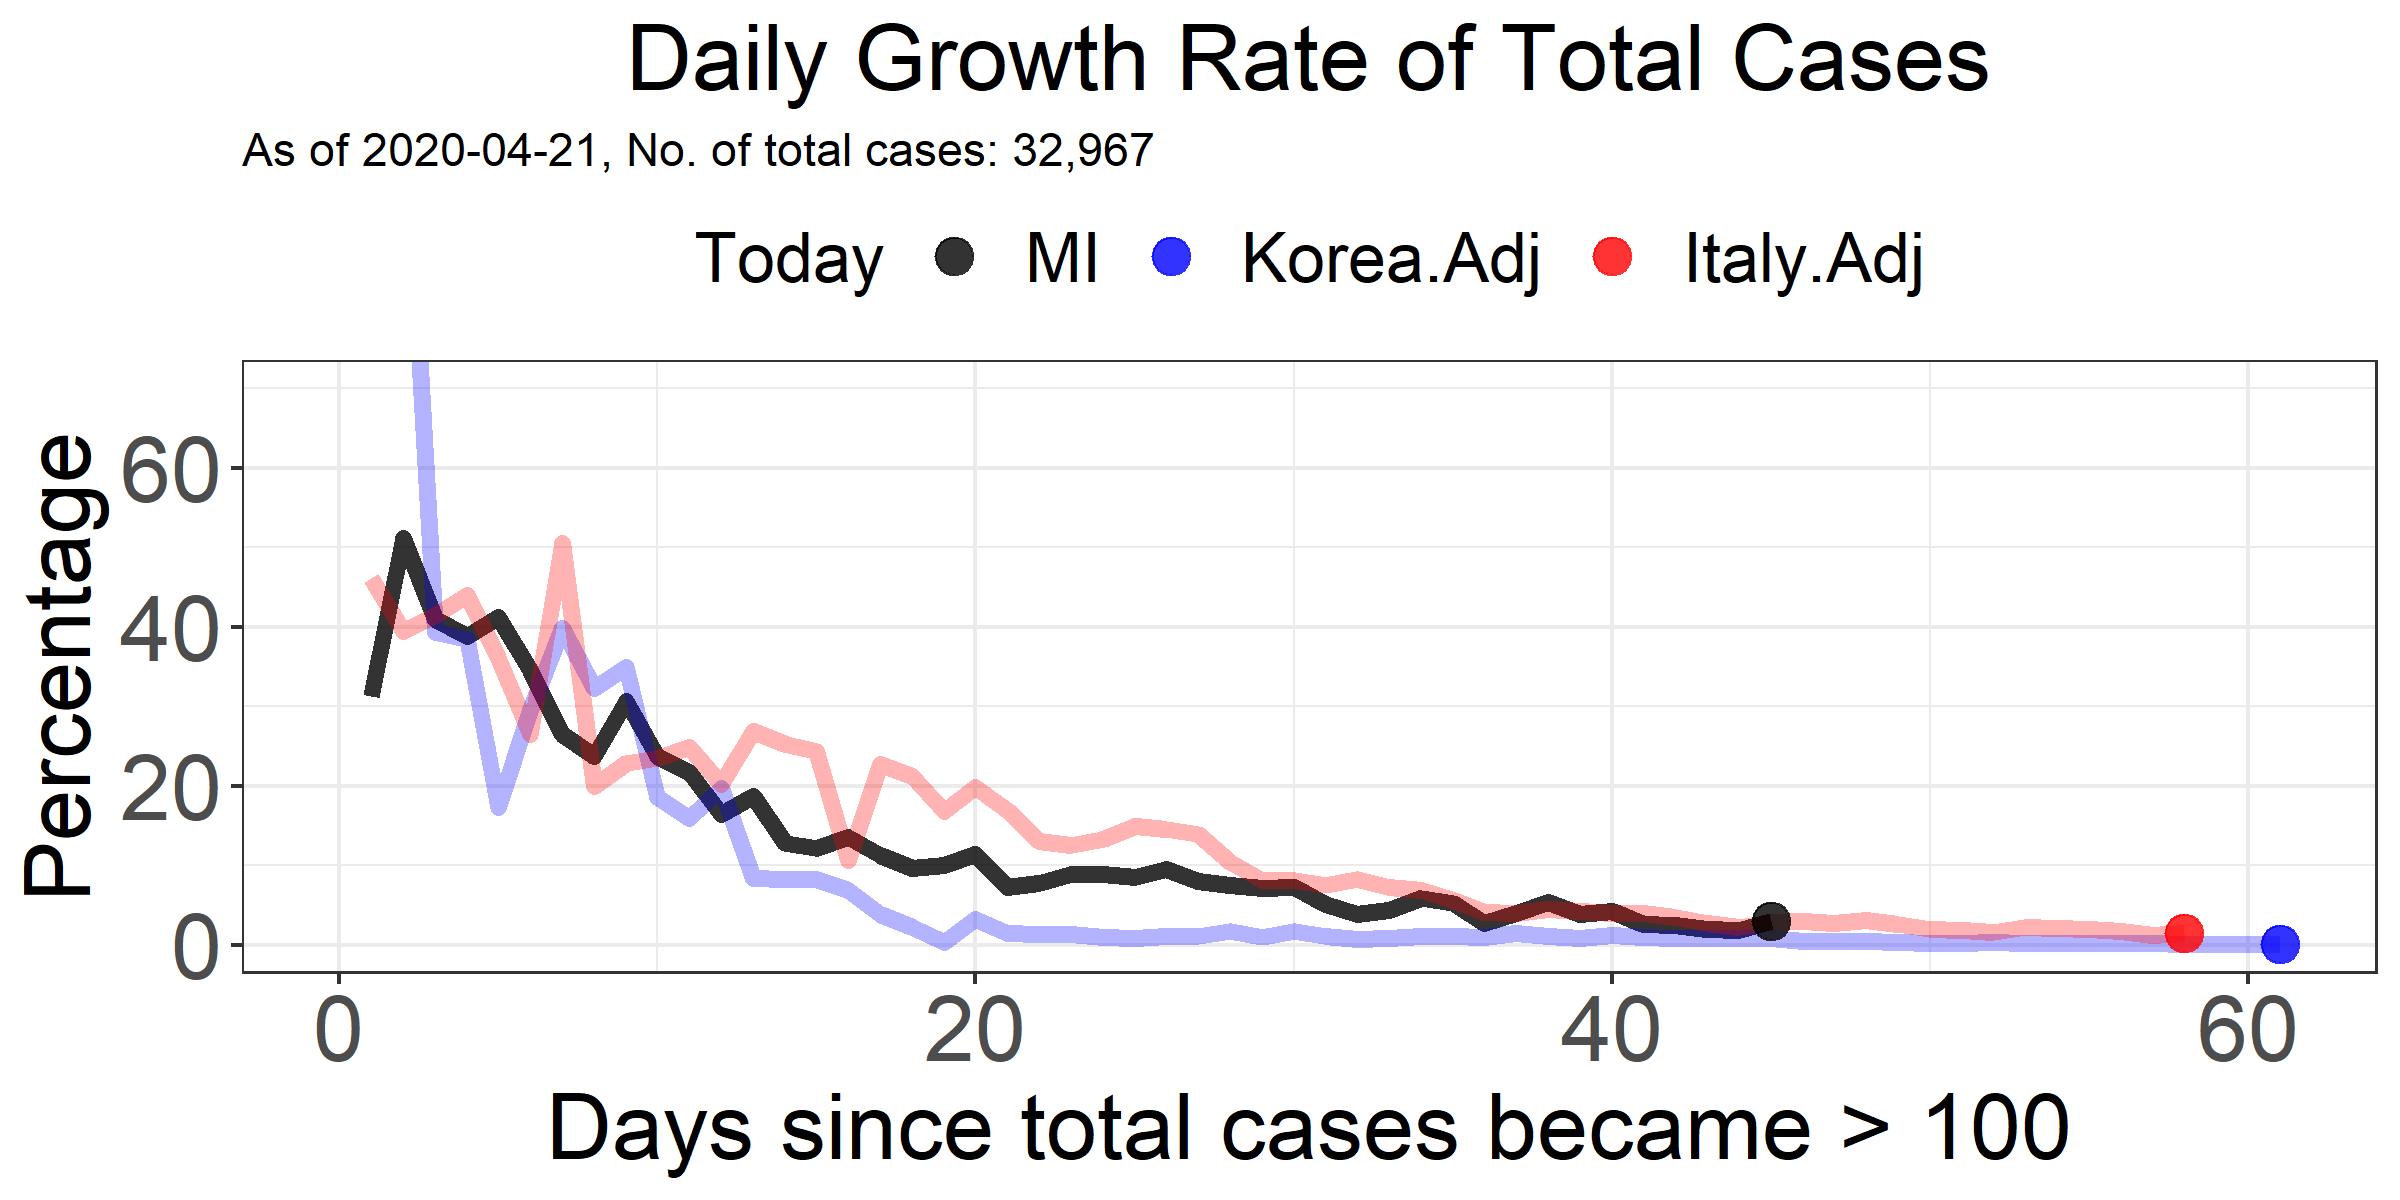 Daily Growth Rate of Total Cases
As of 2020-04-21, No. of total cases: 32,967
Today MI Korea.Adj Italy.Adj
Percentage
60
40
20
0
0 20 40 60
Days since total cases became > 100